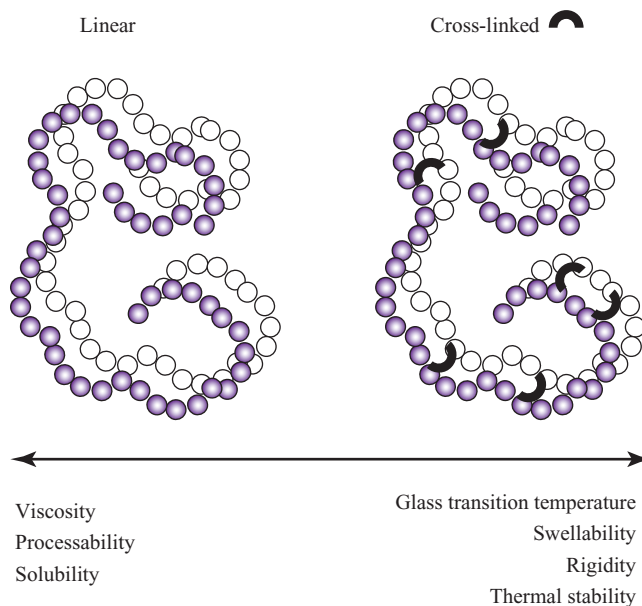 Linear
Cross-linked
Viscosity
Processability
Solubility
Glass transition temperature
Swellability
Rigidity
Thermal stability